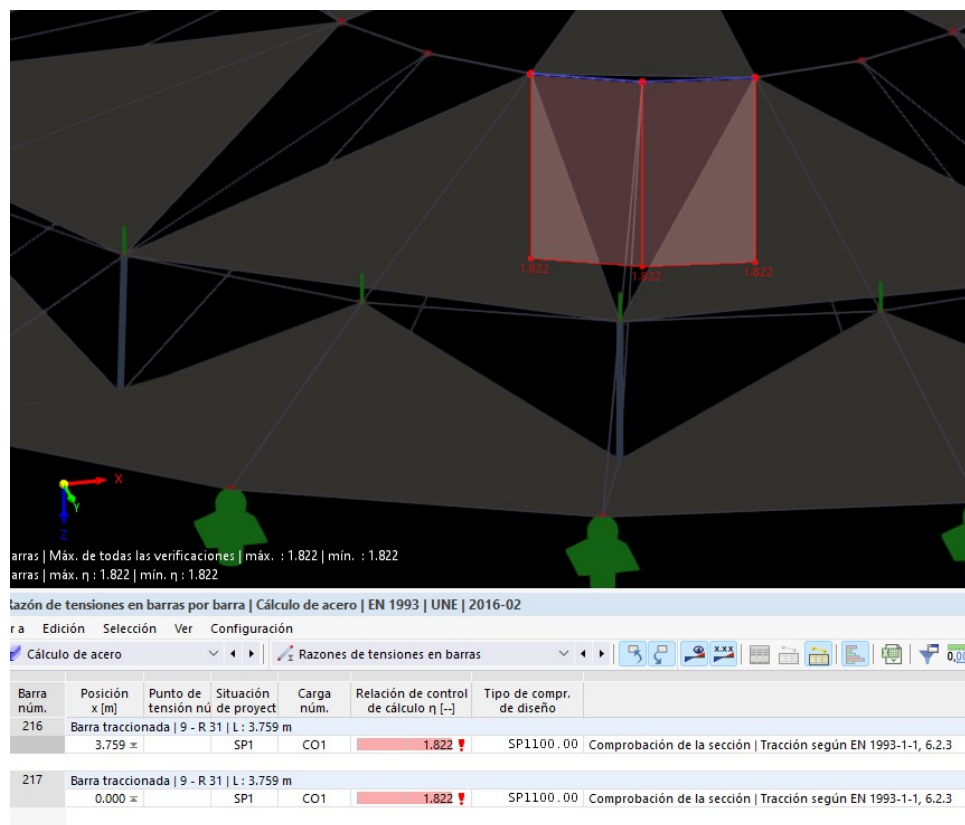 1.822
1.822
1.822
X
Y
Z
arras | Máx. de todas las verificaciones | máx. : 1.822 | mín. : 1.822
arras | máx. η : 1.822 | mín. η : 1.822
Razón de tensiones en barras por barra | Cálculo de acero | EN 1993 | UNE | 2016-02
r a Edición Selección Ver Configuración
Cálculo de acero Razones de tensiones en barras x.xx 0,00
Barra núm. Posición x [m] Punto de tensión nú Situación de proyect Carga núm. Relación de control de cálculo η [--] Tipo de compr. de diseño
216 Barra traccionada | 9 - R 31 | L : 3.759 m
3.759 SP1 CO1 1.822 SP1100.00 Comprobación de la sección | Tracción según EN 1993-1-1, 6.2.3
217 Barra traccionada | 9 - R 31 | L : 3.759 m
0.000 SP1 CO1 1.822 SP1100.00 Comprobación de la sección | Tracción según EN 1993-1-1, 6.2.3